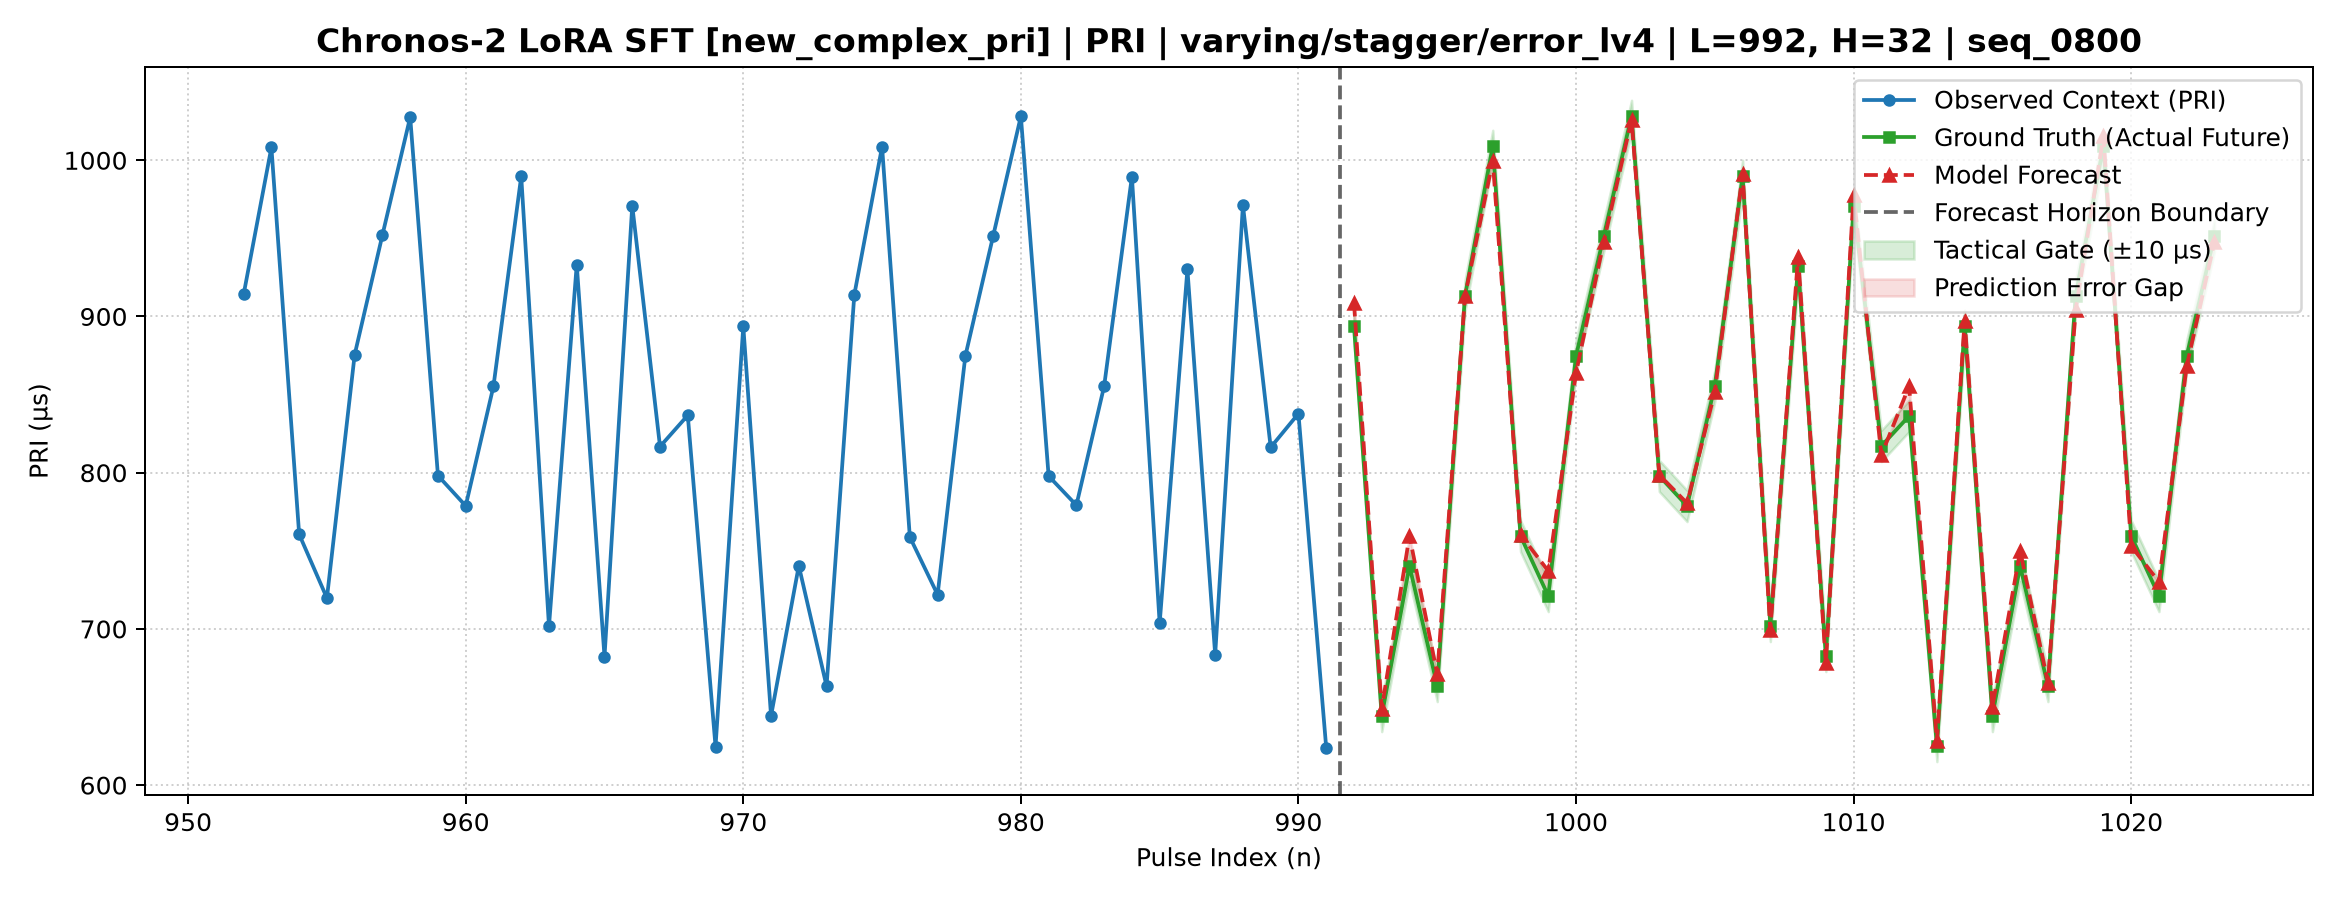 Chronos-2 LoRA SFT [new_complex_pri] | PRI | varying/stagger/error_lv4 | L=992, H=32 | seq_0800
PRI (µs)
1000
900
800
700
600
Observed Context (PRI)
Ground Truth (Actual Future)
Model Forecast
Forecast Horizon Boundary
Tactical Gate (±10 µs)
Prediction Error Gap
950 960 970 980 990 1000 1010 1020
Pulse Index (n)